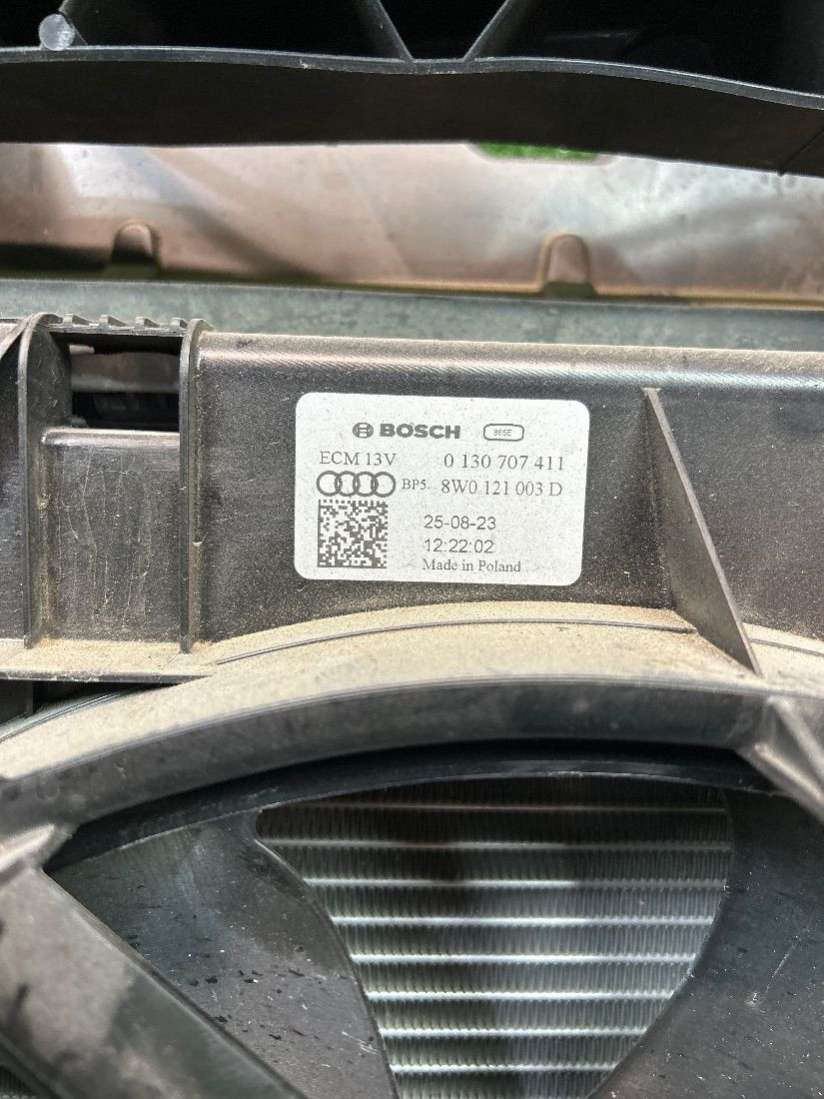 BOSCH
ECM 13V 0 130 707 411
BP5. 8W0 121 003 D
25-08-23
12:22:02
Made in Poland